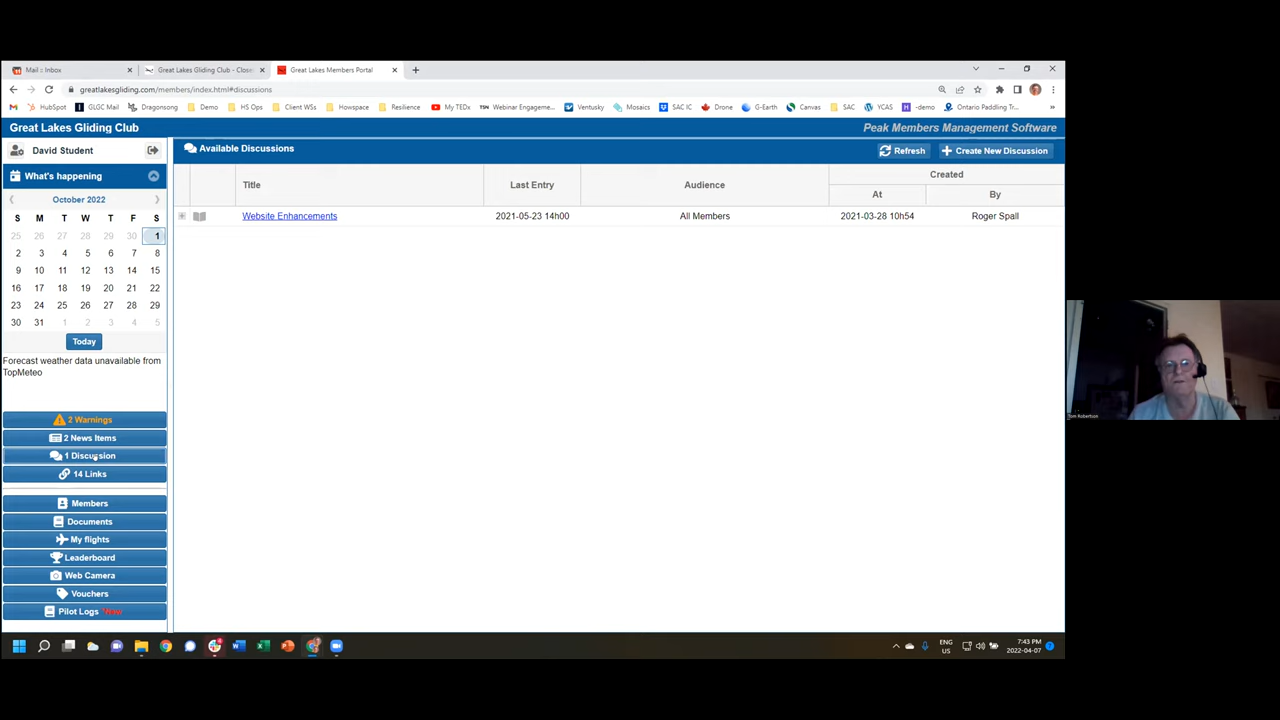 Mail :: Inbox
Great Lakes Gliding Club - Close
Great Lakes Members Portal
greatlakesgliding.com/members/index.html#discussions
HubSpot
GLGC Mail
Dragonsong
Demo
HS Ops
Client WSs
Howspace
Resilience
My TEDx
TSN Webinar Engageme...
Ventusky
Mosaics
SAC IC
Drone
G-Earth
Canvas
SAC
YCAS
-demo
Ontario Paddling Tr...
»
Great Lakes Gliding Club
Peak Members Management Software
David Student
What's happening
October 2022
S M T W T F S
25 26 27 28 29 30 1
2 3 4 5 6 7 8
9 10 11 12 13 14 15
16 17 18 19 20 21 22
23 24 25 26 27 28 29
30 31 1 2 3 4 5
Today
Forecast weather data unavailable from
TopMeteo
2 Warnings
2 News Items
1 Discussion
14 Links
Members
Documents
My flights
Leaderboard
Web Camera
Vouchers
Pilot Logs New
Available Discussions
Refresh
Create New Discussion
Title
Last Entry
Audience
Created
At
By
Website Enhancements
2021-05-23 14h00
All Members
2021-03-28 10h54
Roger Spall
Tom Robertson
ENG
US
7:43 PM
2022-04-07